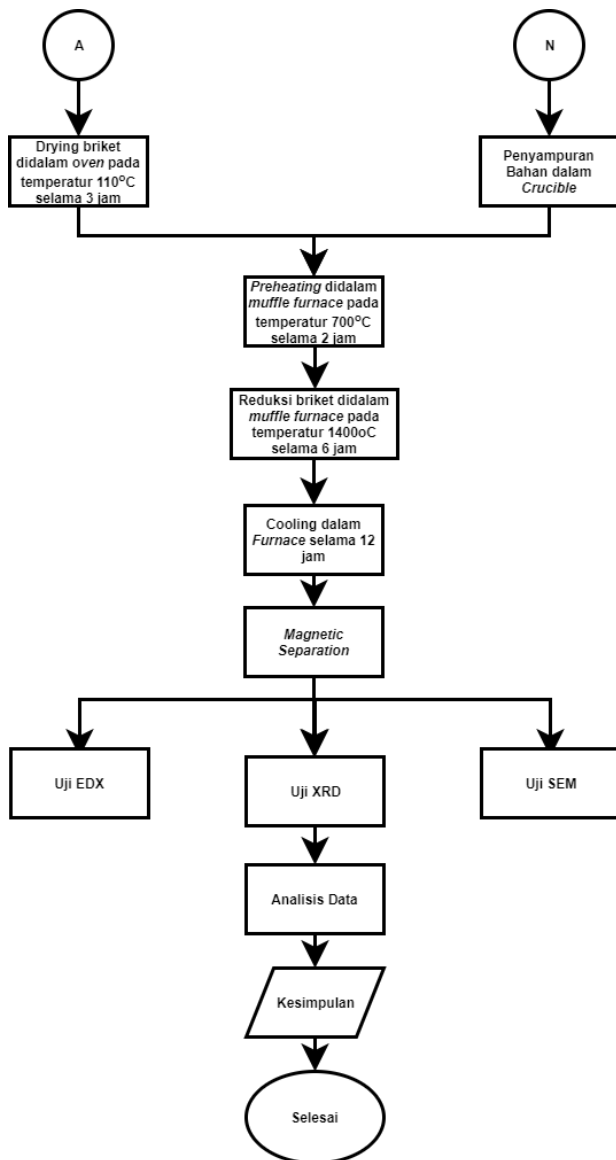 A
N
Drying briket
didalam oven pada
temperatur 110°C
selama 3 jam
Penyampuran
Bahan dalam
Crucible
Preheating didalam
muffle furnace pada
temperatur 700°C
selama 2 jam
Reduksi briket didalam
muffle furnace pada
temperatur 1400oC
selama 6 jam
Cooling dalam
Furnace selama 12
jam
Magnetic
Separation
Uji EDX
Uji XRD
Uji SEM
Analisis Data
Kesimpulan
Selesai